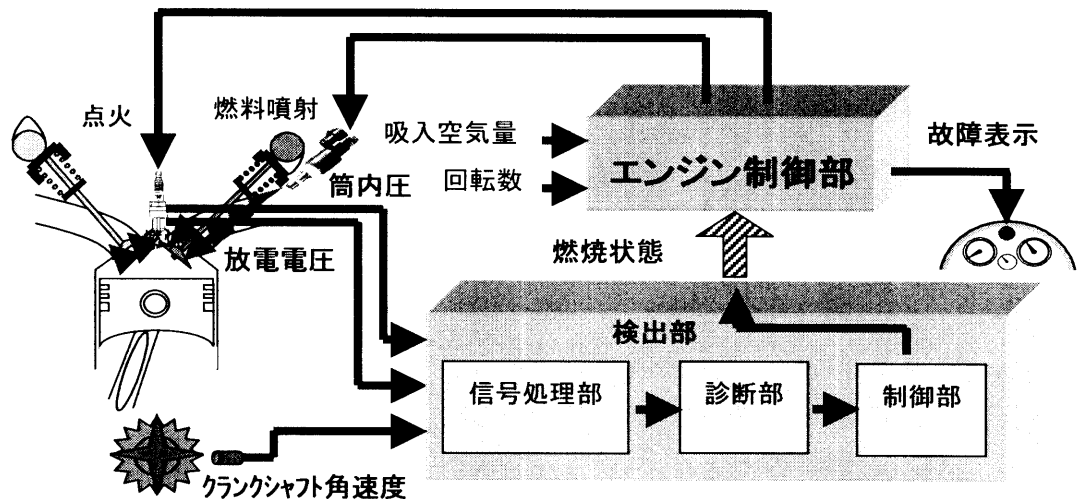 点火
燃料噴射
吸入空気量
回転数
エンジン制御部
故障表示
筒内圧
放電電圧
燃焼状態
検出部
信号処理部
診断部
制御部
クランクシャフト角速度